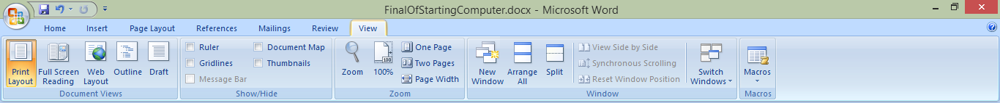 FinalOfStartingComputer.docx - Microsoft Word
Home Insert Page Layout References Mailings Review View
Print Layout
Full Screen Reading
Web Layout
Outline
Draft
Document Views
Ruler
Gridlines
Message Bar
Document Map
Thumbnails
Show/Hide
Zoom
100
100%
One Page
Two Pages
Page Width
Zoom
New Window
Arrange All
Split
View Side by Side
Synchronous Scrolling
Reset Window Position
Switch Windows
Window
Macros
Macros